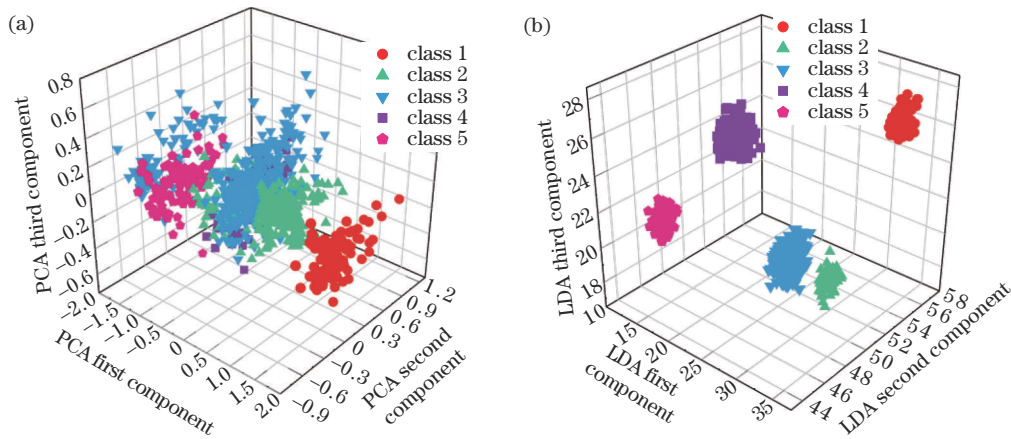 (a)
class 1
class 2
class 3
class 4
class 5
PCA third component
0.8
0.6
0.4
0.2
0
−0.2
−0.4
−0.6
−2.0
−1.5
−1.0
−0.5
0
0.5
1.0
1.5
2.0
PCA first component
−0.9
−0.6
−0.3
0
0.3
0.6
0.9
1.2
PCA second
component
(b)
class 1
class 2
class 3
class 4
class 5
LDA third component
28
26
24
22
20
18
10
15
20
25
30
35
LDA first
component
44
46
48
50
52
54
56
58
LDA second component